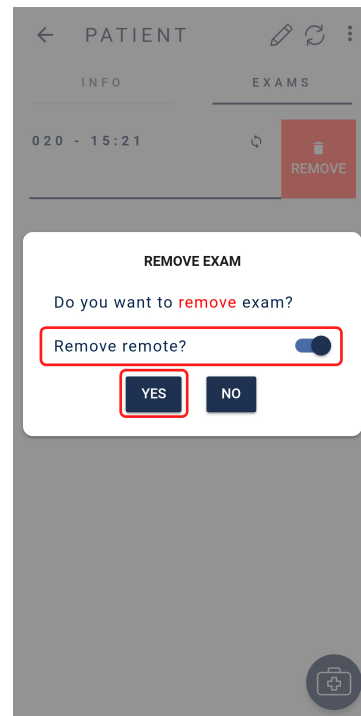 PATIENT
INFO EXAMS
020 - 15:21
REMOVE
REMOVE EXAM
Do you want to remove exam?
Remove remote?
YES NO